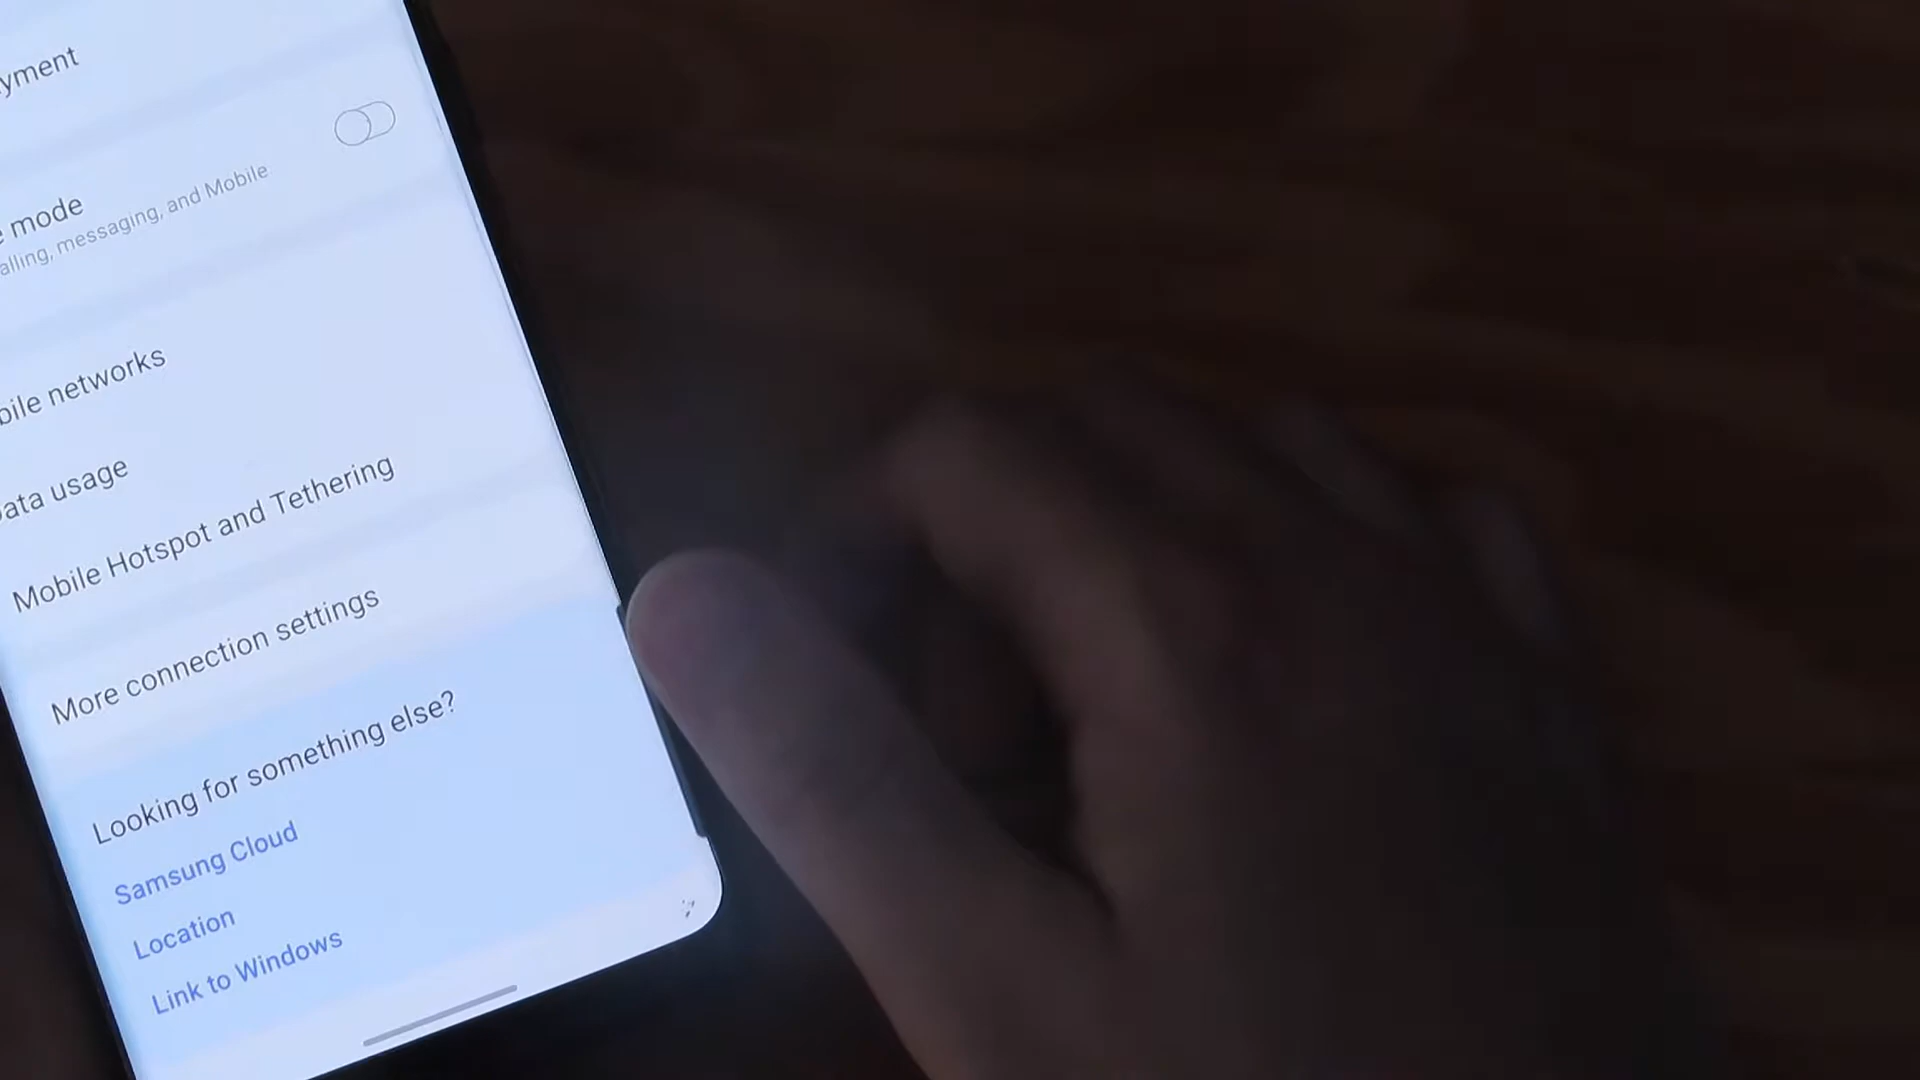 yment
e mode
alling, messaging, and Mobile
bile networks
ata usage
Mobile Hotspot and Tethering
More connection settings
Looking for something else?
Samsung Cloud
Location
Link to Windows